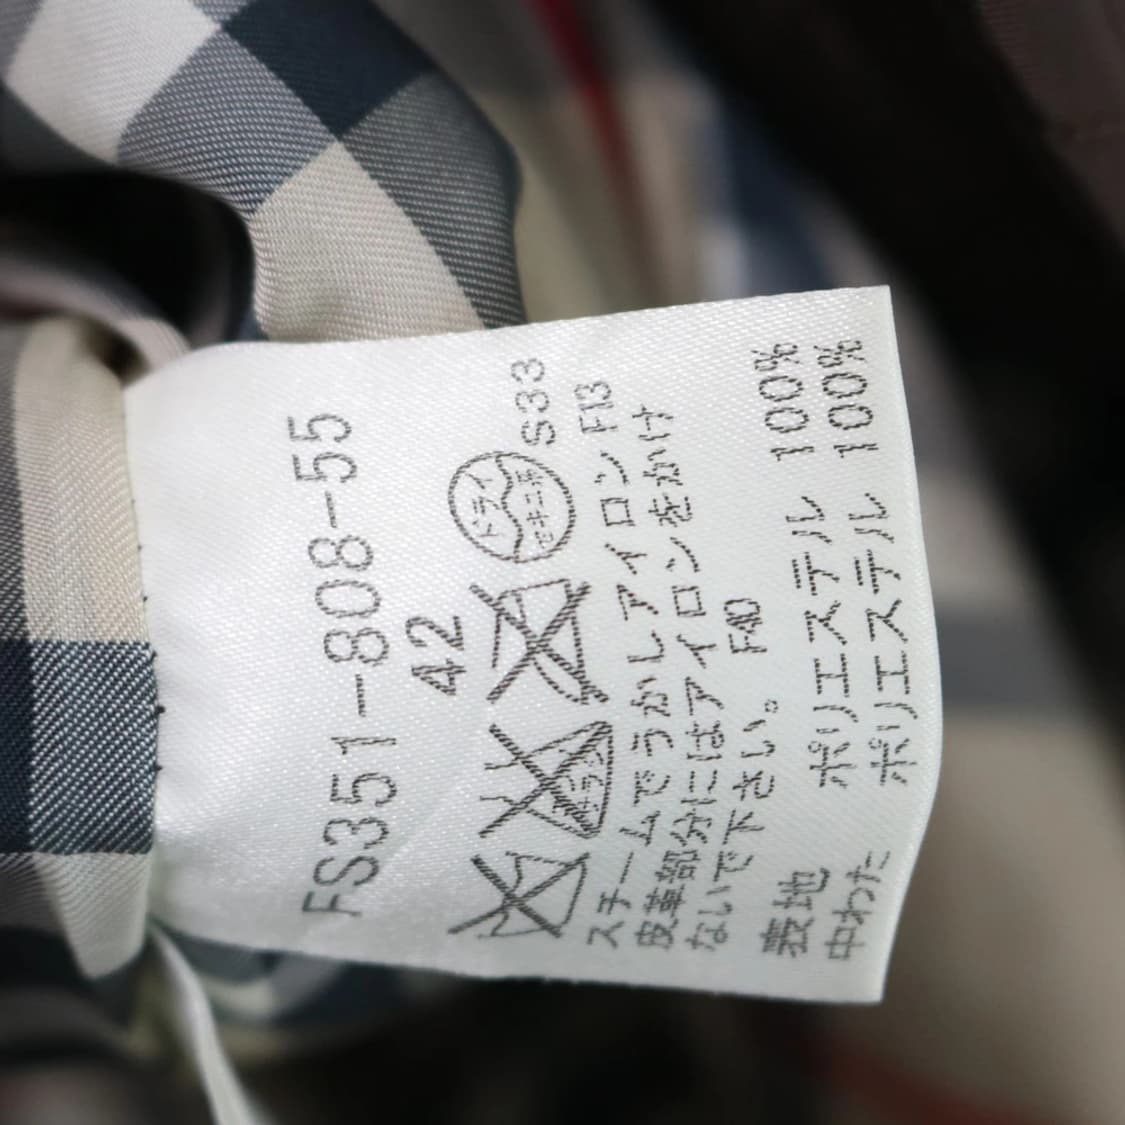 FS351-808-55
42
ドライ
セキユ系
S33
スチームでうかしアイロン F13
皮革部分にはアイロンをかけ
ないで下さい。 F40
表地 ポリエステル 100%
中わた ポリエステル 100%